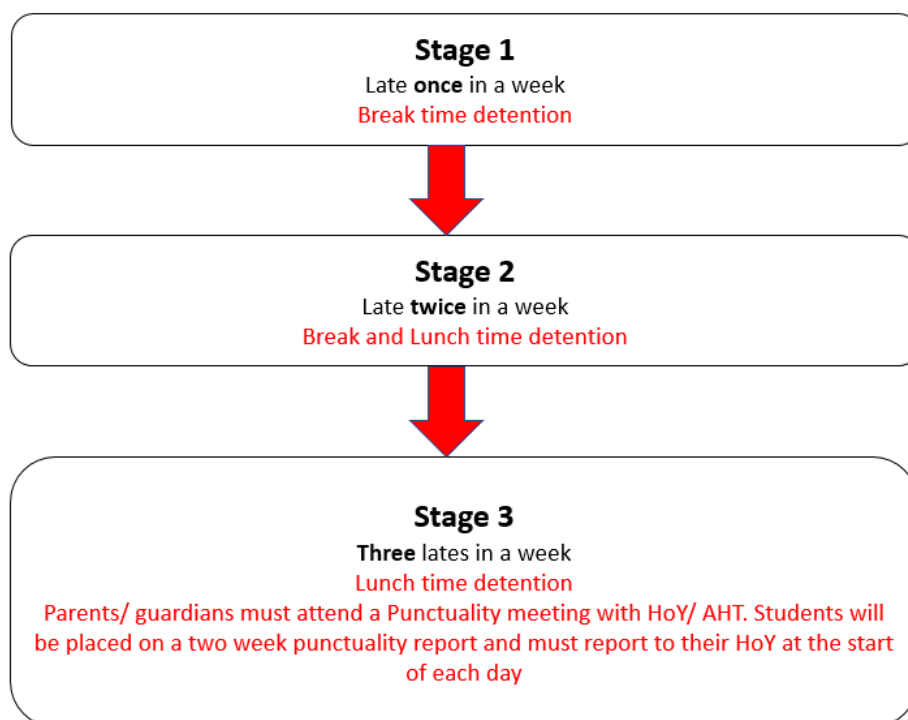 Stage 1
Late once in a week
Break time detention
Stage 2
Late twice in a week
Break and Lunch time detention
Stage 3
Three lates in a week
Lunch time detention
Parents/ guardians must attend a Punctuality meeting with HoY/ AHT. Students will
be placed on a two week punctuality report and must report to their HoY at the start
of each day